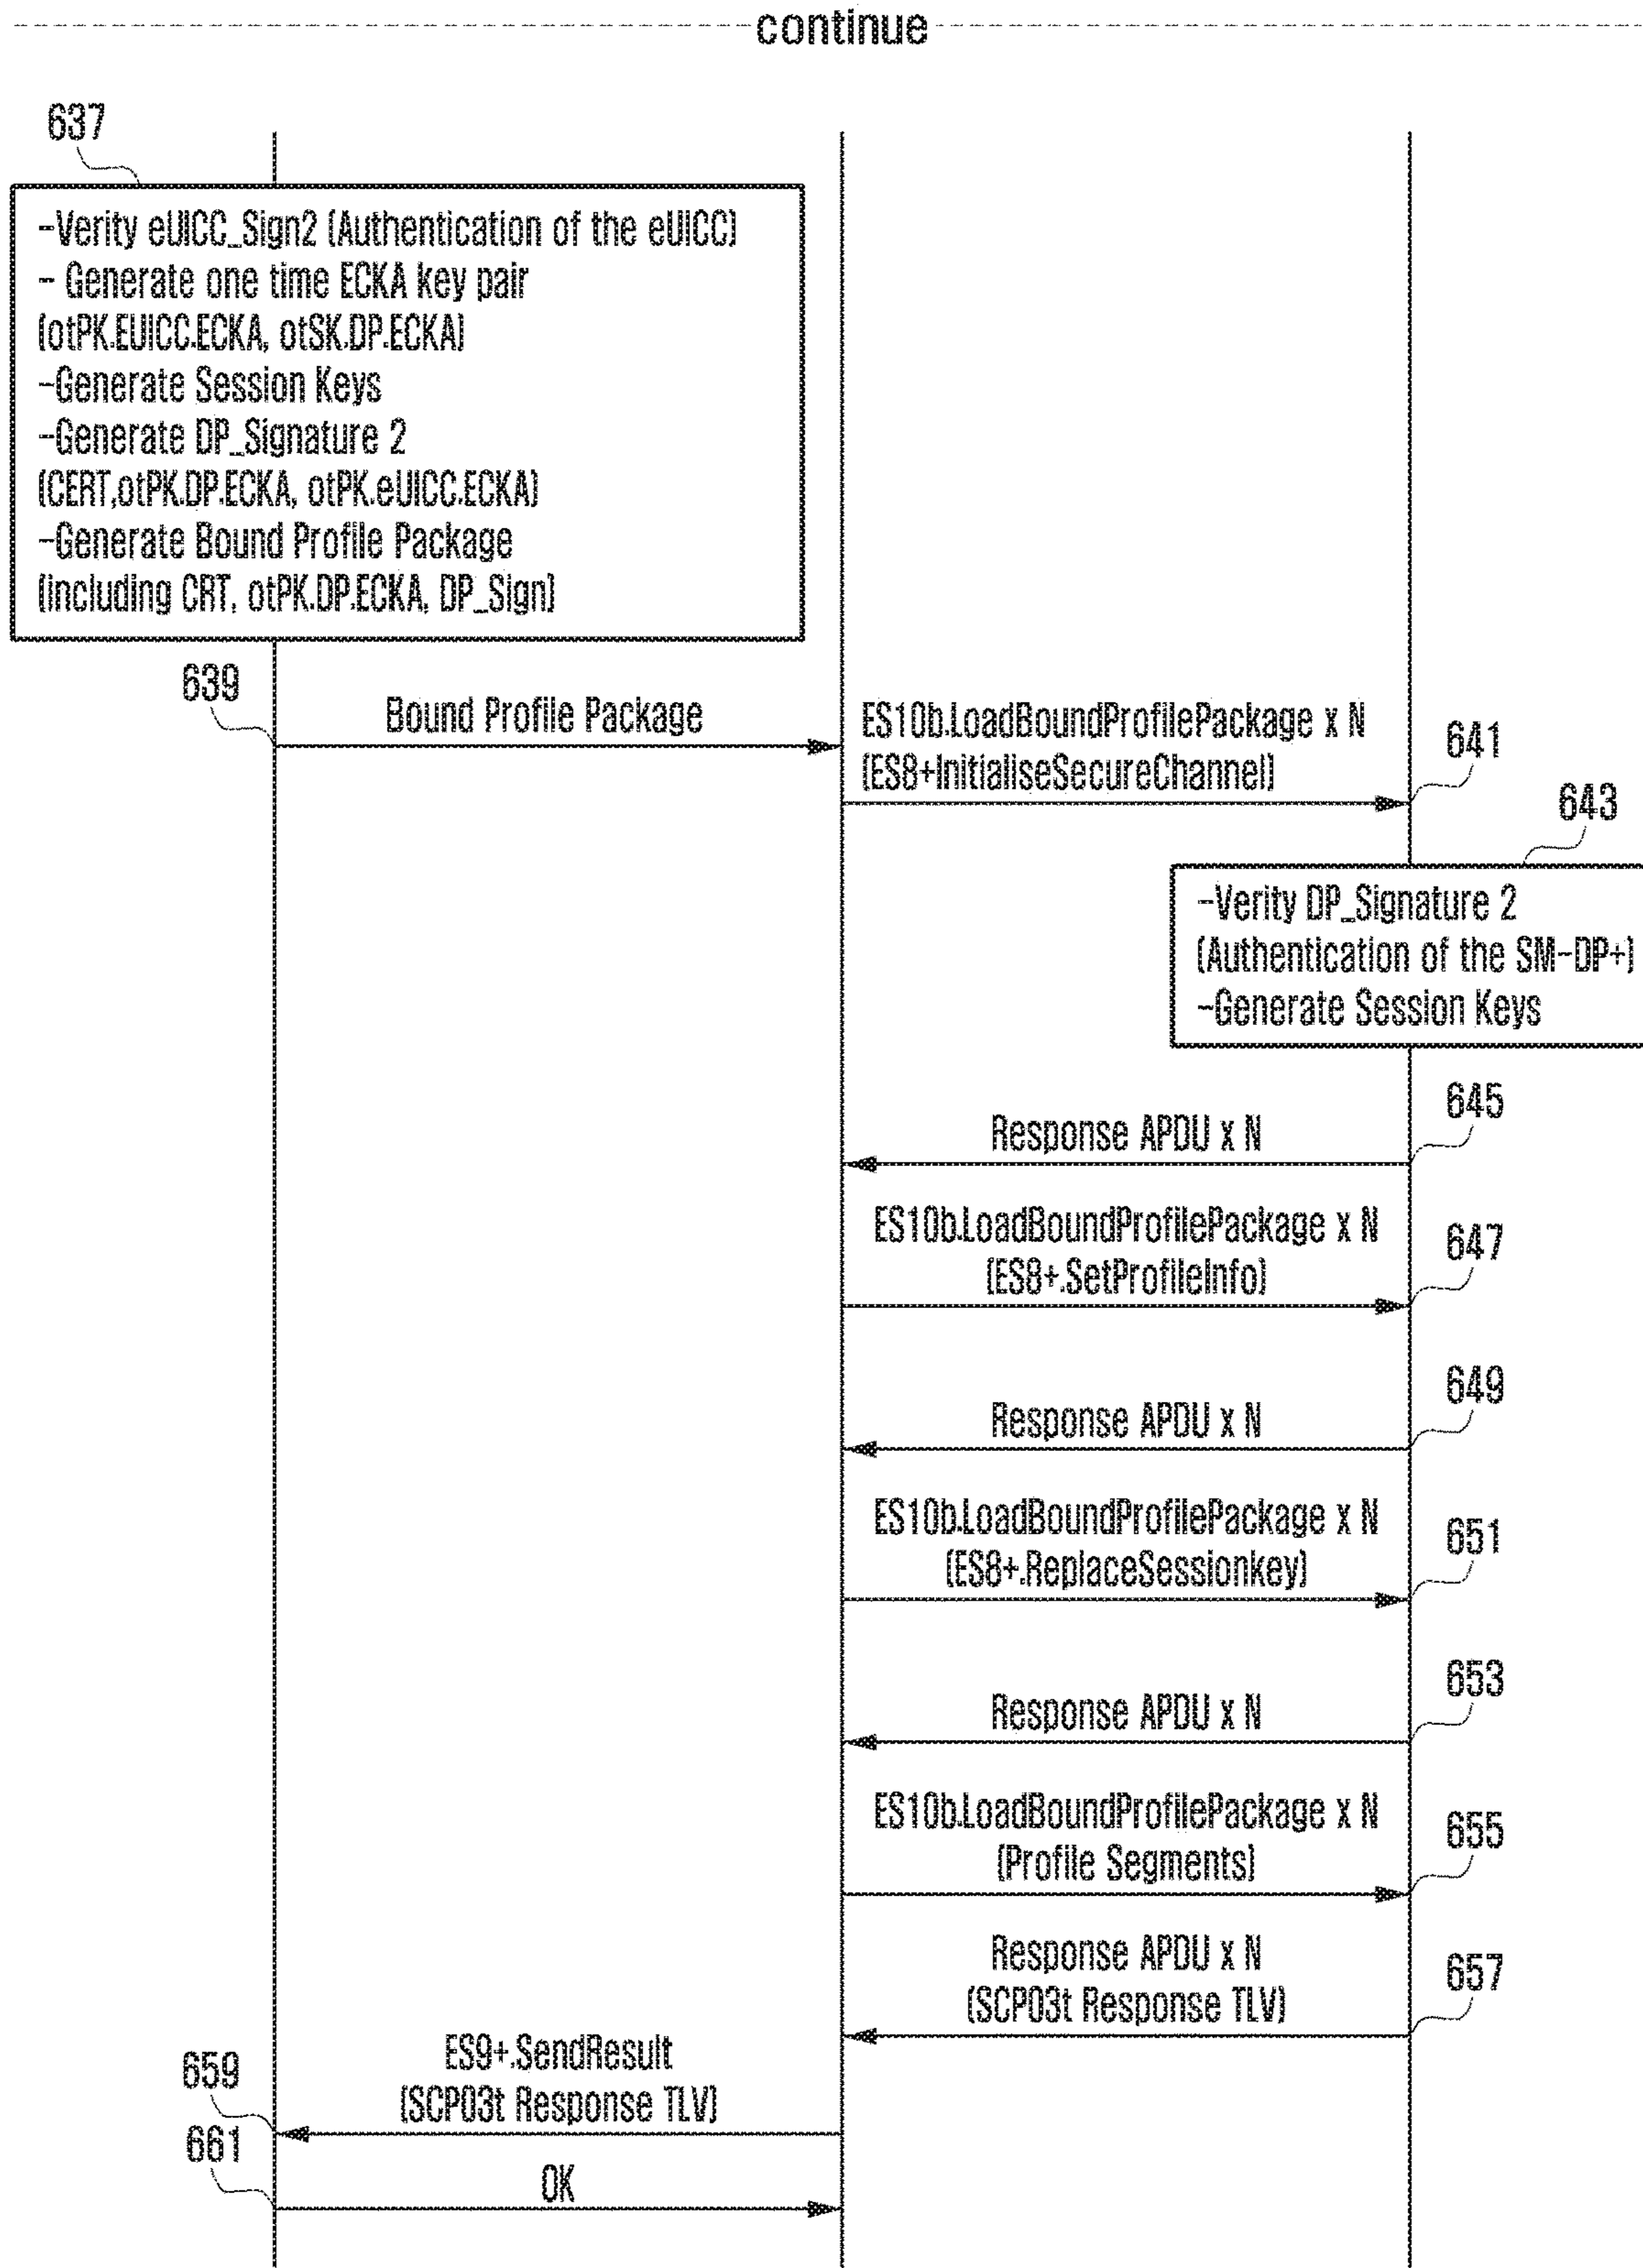 continue
637
-Verity eUICC_Sign2 (Authentication of the eUICC)
- Generate one time ECKA key pair
(otPK.EUICC.ECKA, otSK.DP.ECKA)
-Generate Session Keys
-Generate DP_Signature 2
(CERT,otPK.DP.ECKA, otPK.eUICC.ECKA)
-Generate Bound Profile Package
(including CRT, otPK.DP.ECKA, DP_Sign)
639
Bound Profile Package
ES10b.LoadBoundProfilePackage x N
(ES8+InitialiseSecureChannel)
641
643
-Verity DP_Signature 2
(Authentication of the SM-DP+)
-Generate Session Keys
645
Response APDU x N
ES10b.LoadBoundProfilePackage x N
(ES8+.SetProfileInfo)
647
649
Response APDU x N
ES10b.LoadBoundProfilePackage x N
(ES8+.ReplaceSessionkey)
651
653
Response APDU x N
ES10b.LoadBoundProfilePackage x N
(Profile Segments)
655
Response APDU x N
(SCP03t Response TLV)
657
659
ES9+.SendResult
(SCP03t Response TLV)
661
OK